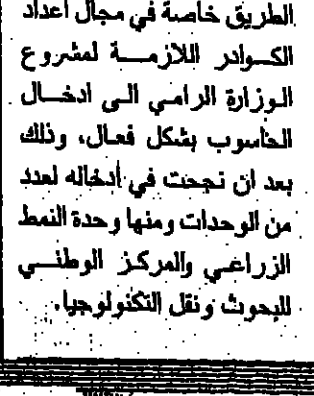 الطريق خاصة في مجال اعداد
الكوادر اللازمة لمشروع
الوزارة الرامي الى ادخال
الحاسوب بشكل فعال، وذلك
بعد ان نجحت في أدخاله لعدد
من الوحدات ومنها وحدة النمط
الزراعي والمركز الوطني
للبحوث ونقل التكنولوجيا.